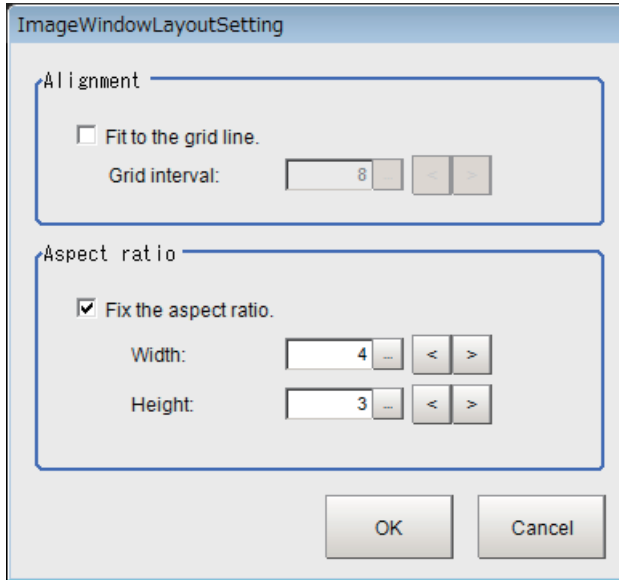 ImageWindowLayoutSetting
Alignment
Fit to the grid line.
Grid interval: 8 ... < >
Aspect ratio
Fix the aspect ratio.
Width: 4 ... < >
Height: 3 ... < >
OK Cancel